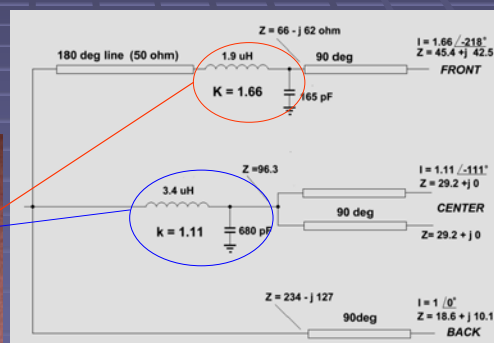 Z = 66 - j 62 ohm
I = 1.66 /-218°
Z = 45.4 +j 42.5
FRONT
180 deg line (50 ohm)
1.9 uH
90 deg
K = 1.66
165 pF
Z =96.3
I = 1.11 /-111°
Z = 29.2 + j 0
CENTER
3.4 uH
90 deg
k = 1.11
680 pF
Z= 29.2 + j 0
Z = 234 - j 127
I = 1 /0°
Z = 18.6 + j 10.1
90deg
BACK